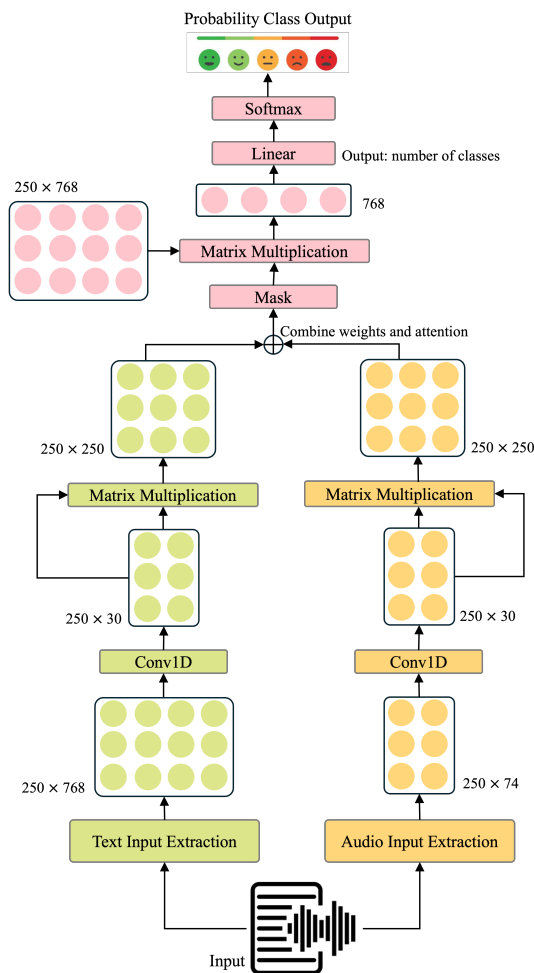 Probability Class Output
Softmax
Linear
Output: number of classes
250 × 768
768
Matrix Multiplication
Mask
Combine weights and attention
250 × 250
250 × 250
Matrix Multiplication
Matrix Multiplication
250 × 30
250 × 30
Conv1D
Conv1D
250 × 768
250 × 74
Text Input Extraction
Audio Input Extraction
Input